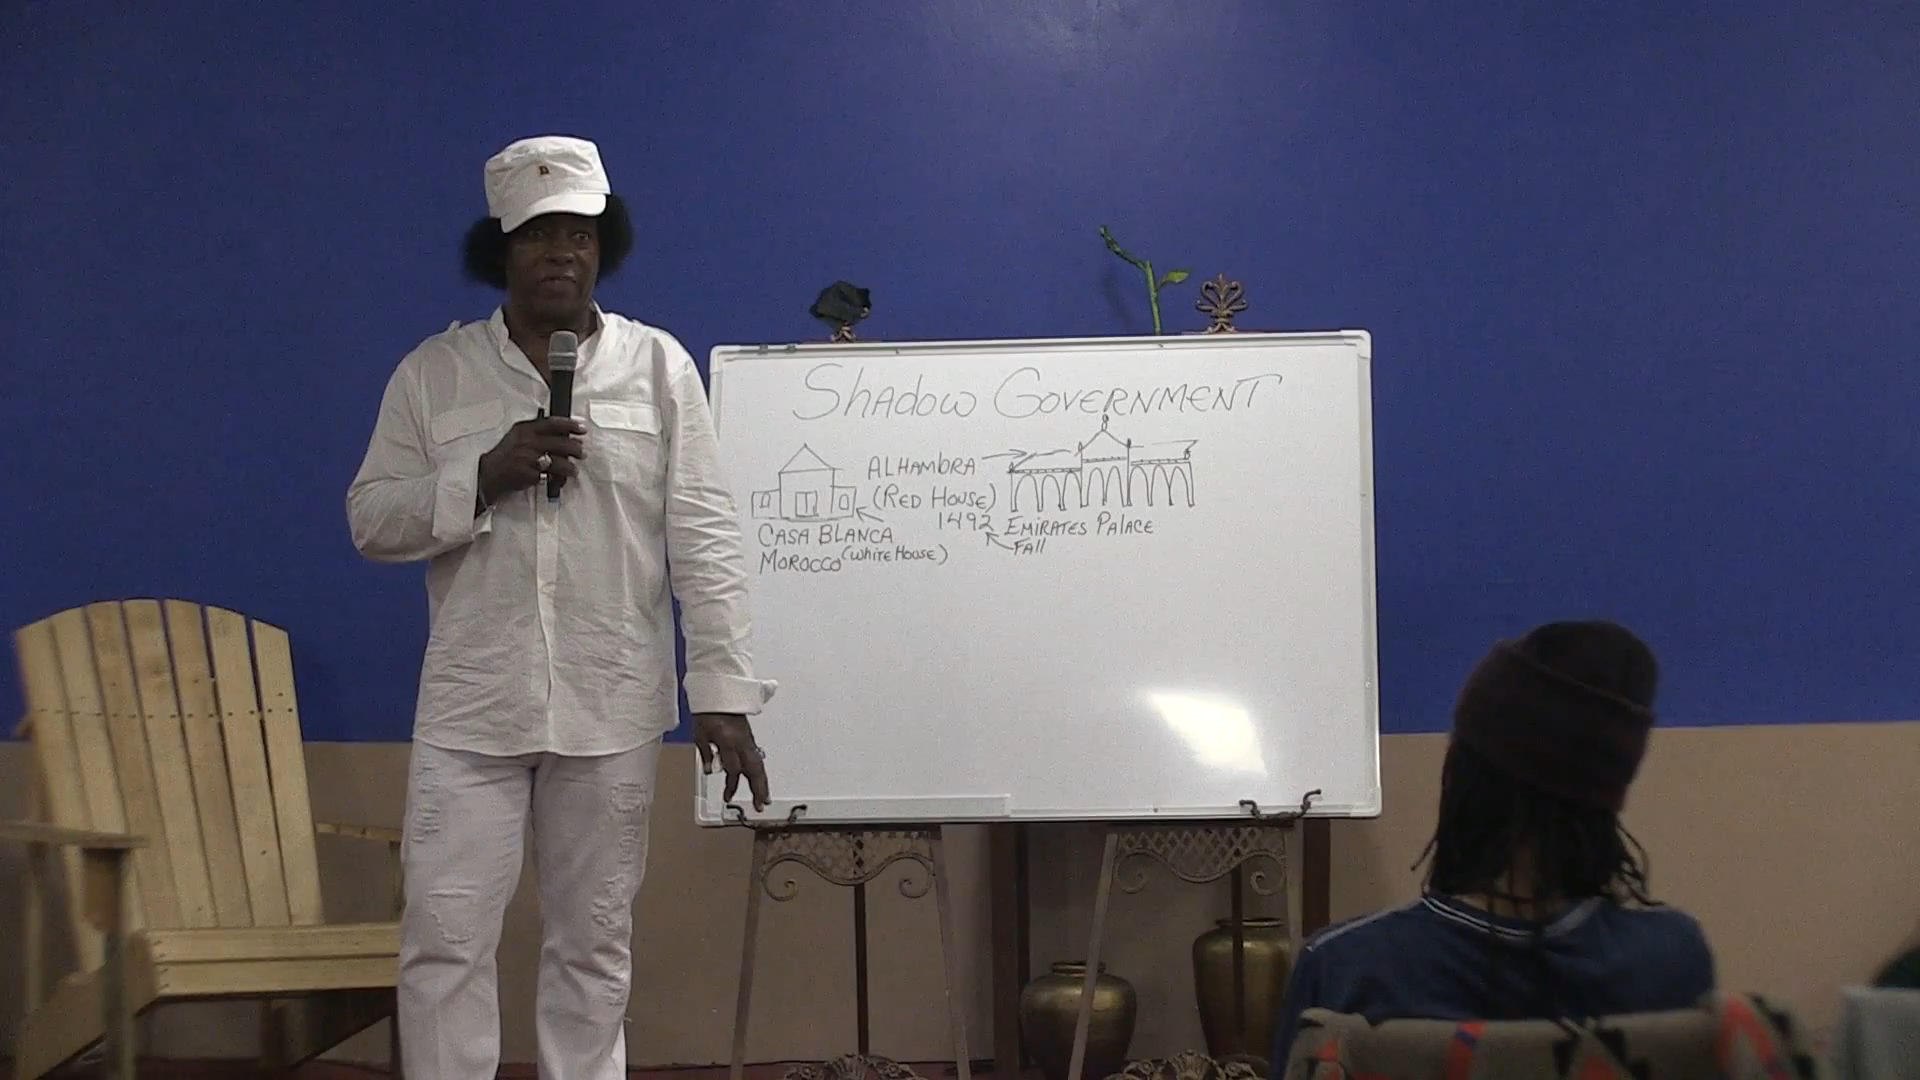 Shadow Government
Alhambra
(Red House)
1492
Casa Blanca
Morocco (White House)
Emirates Palace
Fall